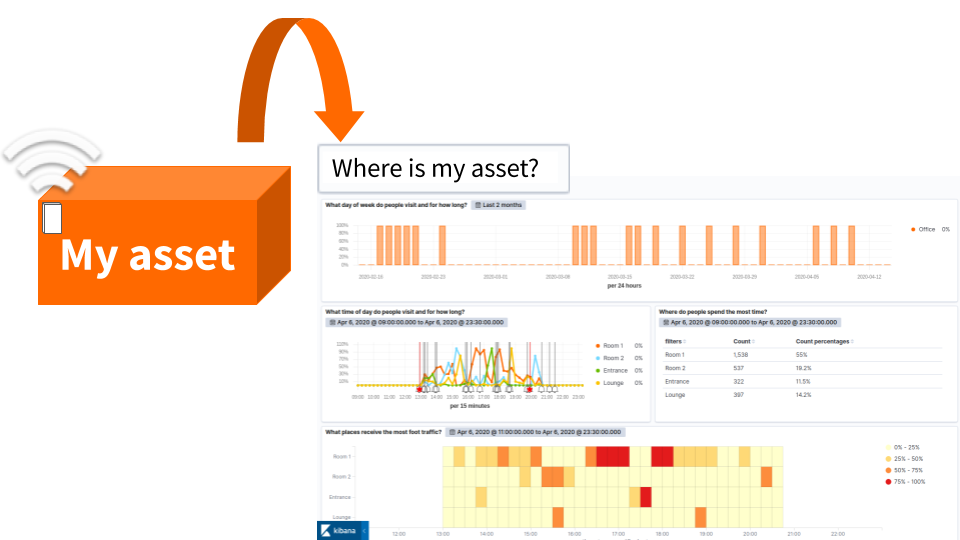 Where is my asset?
My asset
What day of week do people visit and for how long? Last 2 months
100%
80%
60%
40%
20%
0%
Office 0%
2020-02-16 2020-02-23 2020-03-01 2020-03-08 2020-03-15 2020-03-22 2020-03-29 2020-04-05 2020-04-12
per 24 hours
What time of day do people visit and for how long?
Apr 6, 2020 @ 09:00:00.000 to Apr 6, 2020 @ 23:30:00.000
110%
90%
70%
50%
30%
10%
Room 1 0%
Room 2 0%
Entrance 0%
Lounge 0%
09:00 10:00 11:00 12:00 13:00 14:00 15:00 16:00 17:00 18:00 19:00 20:00 21:00 22:00 23:00
per 15 minutes
Where do people spend the most time?
Apr 6, 2020 @ 09:00:00.000 to Apr 6, 2020 @ 23:30:00.000
filters Count Count percentages
Room 1 1,538 55%
Room 2 537 19.2%
Entrance 322 11.5%
Lounge 397 14.2%
What places receive the most foot traffic? Apr 6, 2020 @ 11:00:00.000 to Apr 6, 2020 @ 23:30:00.000
Room 1
Room 2
Entrance
Lounge
0% - 25%
25% - 50%
50% - 75%
75% - 100%
kibana
12:00 13:00 14:00 15:00 16:00 17:00 18:00 19:00 20:00 21:00 22:00